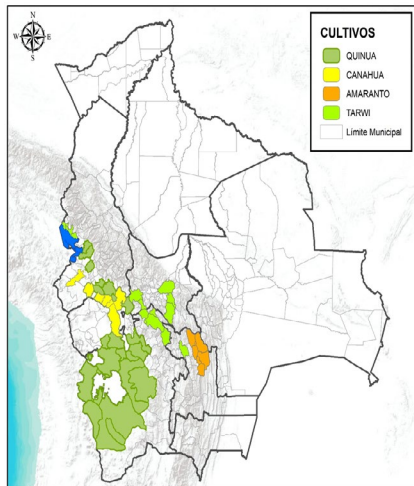 N
W E
S
CULTIVOS
QUINUA
CANAHUA
AMARANTO
TARWI
Límite Municipal